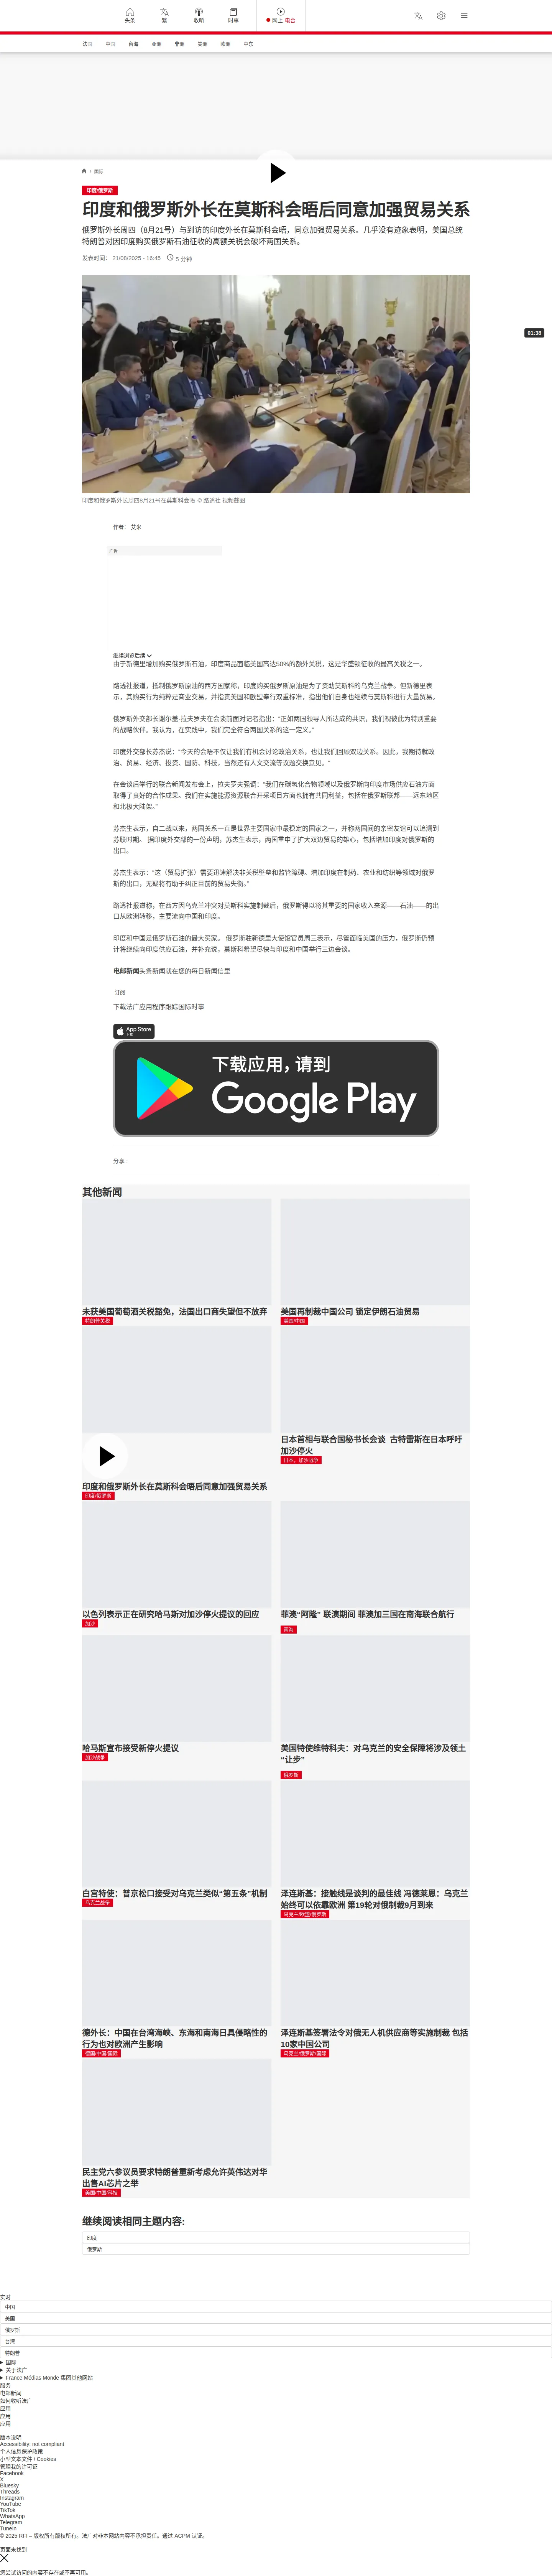 头条
繁
收听
时事
网上 电台
法国
中国
台海
亚洲
非洲
美洲
欧洲
中东
/ 国际
印度/俄罗斯
印度和俄罗斯外长在莫斯科会晤后同意加强贸易关系
俄罗斯外长周四（8月21号）与到访的印度外长在莫斯科会晤，同意加强贸易关系。几乎没有迹象表明，美国总统
特朗普对因印度购买俄罗斯石油征收的高额关税会破坏两国关系。
发表时间： 21/08/2025 - 16:45
5 分钟
01:38
印度和俄罗斯外长周四8月21号在莫斯科会晤 © 路透社 视频截图
作者： 艾米
广告
继续浏览后续
由于新德里增加购买俄罗斯石油，印度商品面临美国高达50%的额外关税，这是华盛顿征收的最高关税之一。
路透社报道，抵制俄罗斯原油的西方国家称，印度购买俄罗斯原油是为了资助莫斯科的乌克兰战争。但新德里表
示，其购买行为纯粹是商业交易，并指责美国和欧盟奉行双重标准，指出他们自身也继续与莫斯科进行大量贸易。
俄罗斯外交部长谢尔盖·拉夫罗夫在会谈前面对记者指出：“正如两国领导人所达成的共识，我们视彼此为特别重要
的战略伙伴。我认为，在实践中，我们完全符合两国关系的这一定义。”
印度外交部长苏杰说：“今天的会晤不仅让我们有机会讨论政治关系，也让我们回顾双边关系。因此，我期待就政
治、贸易、经济、投资、国防、科技，当然还有人文交流等议题交换意见。”
在会谈后举行的联合新闻发布会上，拉夫罗夫强调：“我们在碳氢化合物领域以及俄罗斯向印度市场供应石油方面
取得了良好的合作成果。我们在实施能源资源联合开采项目方面也拥有共同利益，包括在俄罗斯联邦——远东地区
和北极大陆架。”
苏杰生表示，自二战以来，两国关系一直是世界主要国家中最稳定的国家之一，并称两国间的亲密友谊可以追溯到
苏联时期。 据印度外交部的一份声明，苏杰生表示，两国重申了扩大双边贸易的雄心，包括增加印度对俄罗斯的
出口。
苏杰生表示：“这（贸易扩张）需要迅速解决非关税壁垒和监管障碍。增加印度在制药、农业和纺织等领域对俄罗
斯的出口，无疑将有助于纠正目前的贸易失衡。”
路透社报道称，在西方因乌克兰冲突对莫斯科实施制裁后，俄罗斯得以将其重要的国家收入来源——石油——的出
口从欧洲转移，主要流向中国和印度。
印度和中国是俄罗斯石油的最大买家。 俄罗斯驻新德里大使馆官员周三表示，尽管面临美国的压力，俄罗斯仍预
计将继续向印度供应石油，并补充说，莫斯科希望尽快与印度和中国举行三边会谈。
电邮新闻头条新闻就在您的每日新闻信里
订阅
下载法广应用程序跟踪国际时事
App Store
下载
下载应用，请到
Google Play
分享 :
其他新闻
未获美国葡萄酒关税豁免，法国出口商失望但不放弃
特朗普关税
美国再制裁中国公司 锁定伊朗石油贸易
美国/中国
印度和俄罗斯外长在莫斯科会晤后同意加强贸易关系
印度/俄罗斯
日本首相与联合国秘书长会谈 古特雷斯在日本呼吁
加沙停火
日本、加沙战争
以色列表示正在研究哈马斯对加沙停火提议的回应
加沙
菲澳“阿隆” 联演期间 菲澳加三国在南海联合航行
南海
哈马斯宣布接受新停火提议
加沙战争
美国特使维特科夫：对乌克兰的安全保障将涉及领土
“让步”
俄罗斯
白宫特使：普京松口接受对乌克兰类似“第五条”机制
乌克兰战争
泽连斯基：接触线是谈判的最佳线 冯德莱恩：乌克兰
始终可以依靠欧洲 第19轮对俄制裁9月到来
乌克兰/欧盟/俄罗斯
德外长：中国在台湾海峡、东海和南海日具侵略性的
行为也对欧洲产生影响
德国/中国/国际
泽连斯基签署法令对俄无人机供应商等实施制裁 包括
10家中国公司
乌克兰/俄罗斯/国际
民主党六参议员要求特朗普重新考虑允许英伟达对华
出售AI芯片之举
美国/中国/科技
继续阅读相同主题内容:
印度
俄罗斯
实时
中国
美国
俄罗斯
台湾
特朗普
国际
关于法广
France Médias Monde 集团其他网站
服务
电邮新闻
如何收听法广
应用
应用
应用
版本说明
Accessibility: not compliant
个人信息保护政策
小型文本文件 / Cookies
管理我的许可证
Facebook
X
Bluesky
Threads
Instagram
YouTube
TikTok
WhatsApp
Telegram
TuneIn
© 2025 RFI – 版权所有版权所有。法广对非本网站内容不承担责任。通过 ACPM 认证。
页面未找到
您尝试访问的内容不存在或不再可用。